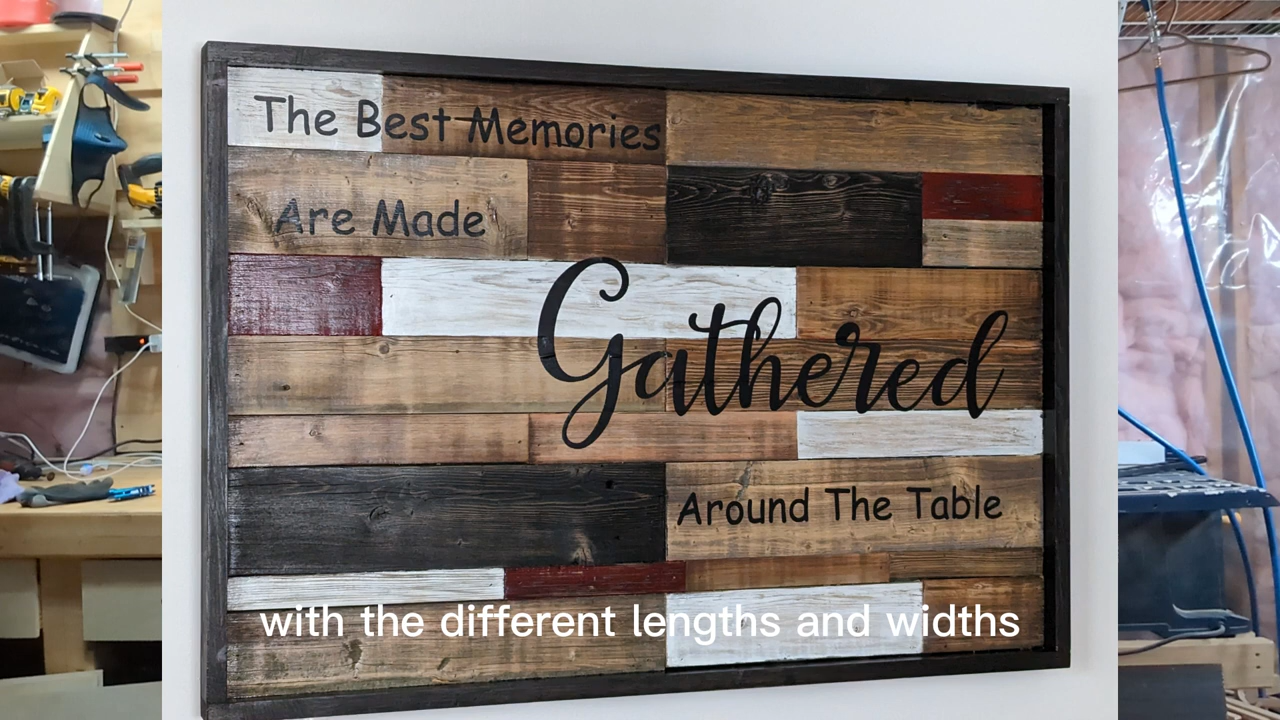 The Best Memories
Are Made
Gathered
Around The Table
with the different lengths and widths